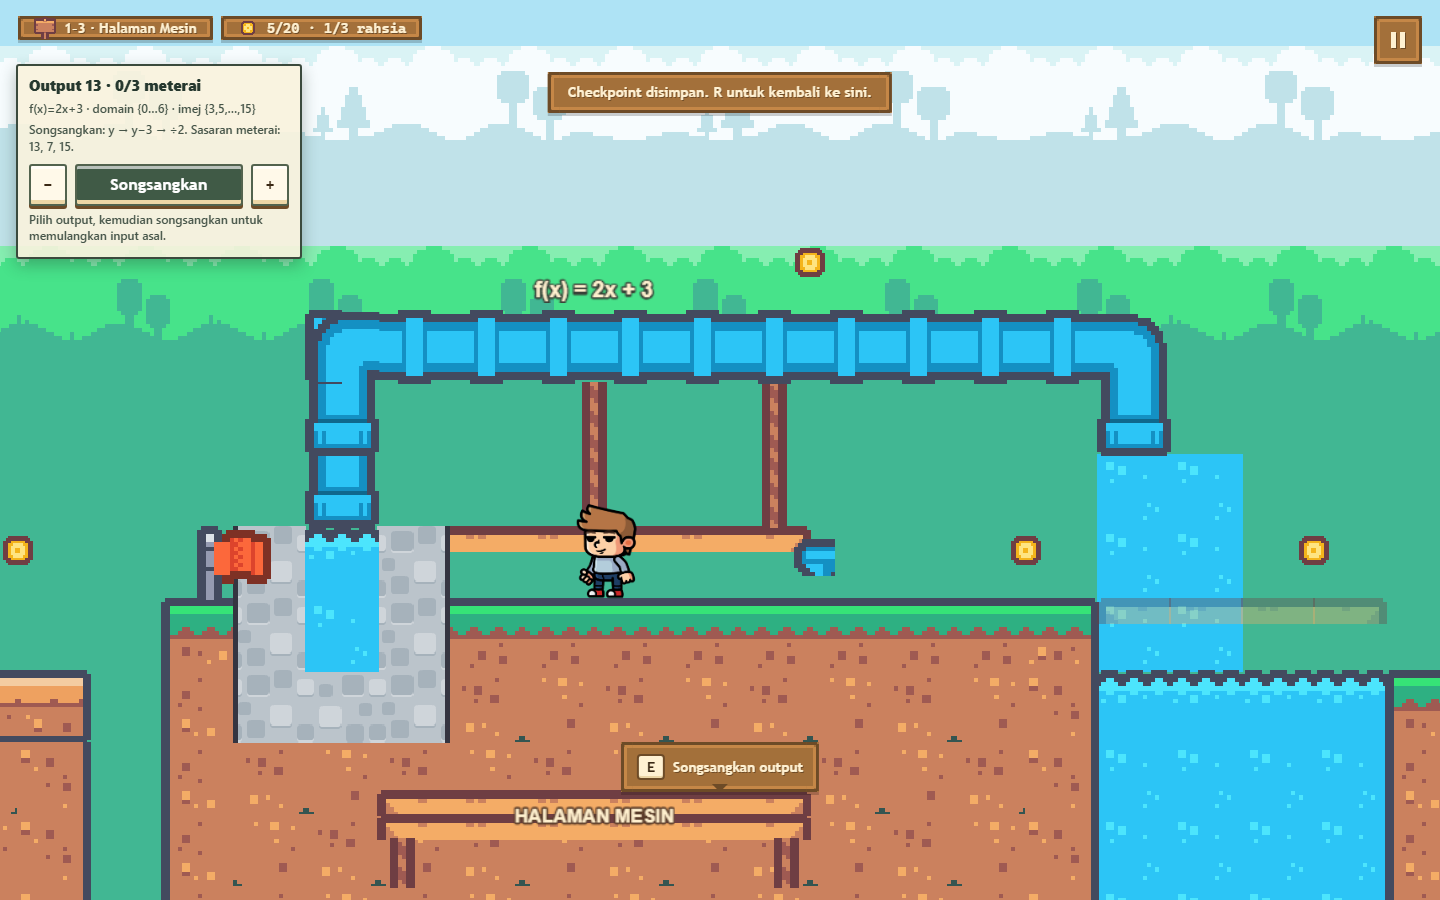 1-3 · Halaman Mesin
5/20 · 1/3 rahsia
Output 13 · 0/3 meterai
f(x)=2x+3 · domain {0...6} · imej {3,5,...,15}
Songsangkan: y → y−3 → ÷2. Sasaran meterai:
13, 7, 15.
−
Songsangkan
+
Pilih output, kemudian songsangkan untuk
memulangkan input asal.
Checkpoint disimpan. R untuk kembali ke sini.
f(x) = 2x + 3
E
Songsangkan output
HALAMAN MESIN